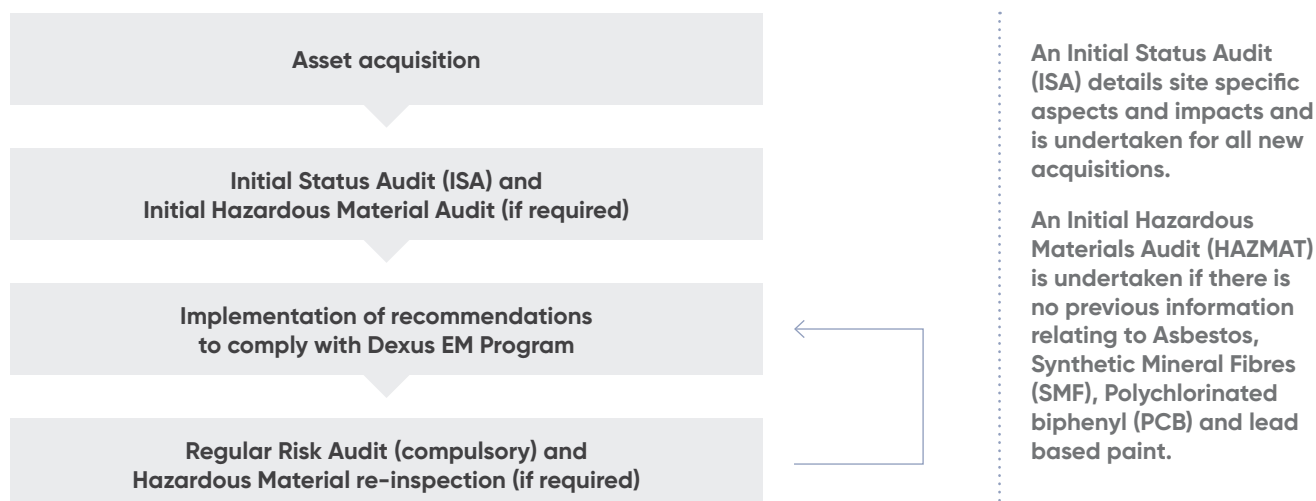 Asset acquisition
Initial Status Audit (ISA) and
Initial Hazardous Material Audit (if required)
Implementation of recommendations
to comply with Dexus EM Program
Regular Risk Audit (compulsory) and
Hazardous Material re-inspection (if required)
An Initial Status Audit
(ISA) details site specific
aspects and impacts and
is undertaken for all new
acquisitions.
An Initial Hazardous
Materials Audit (HAZMAT)
is undertaken if there is
no previous information
relating to Asbestos,
Synthetic Mineral Fibres
(SMF), Polychlorinated
biphenyl (PCB) and lead
based paint.